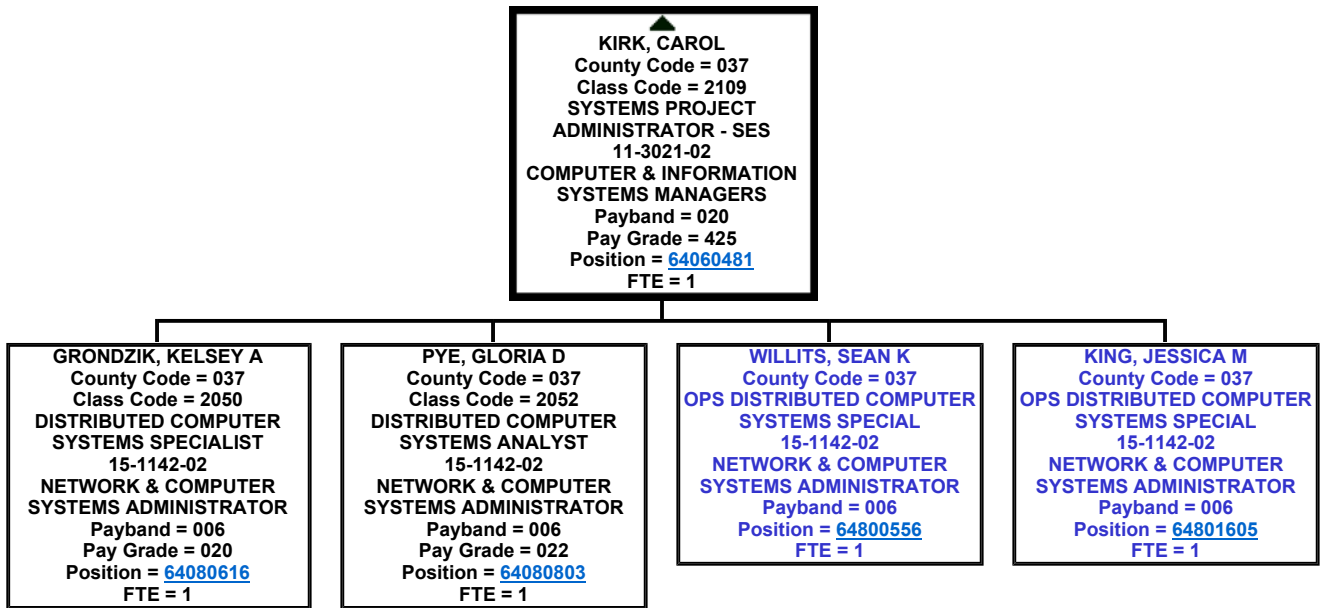 KIRK, CAROL
County Code = 037
Class Code = 2109
SYSTEMS PROJECT
ADMINISTRATOR - SES
11-3021-02
COMPUTER & INFORMATION
SYSTEMS MANAGERS
Payband = 020
Pay Grade = 425
Position = 64060481
FTE = 1
GRONDZIK, KELSEY A
County Code = 037
Class Code = 2050
DISTRIBUTED COMPUTER
SYSTEMS SPECIALIST
15-1142-02
NETWORK & COMPUTER
SYSTEMS ADMINISTRATOR
Payband = 006
Pay Grade = 020
Position = 64080616
FTE = 1
PYE, GLORIA D
County Code = 037
Class Code = 2052
DISTRIBUTED COMPUTER
SYSTEMS ANALYST
15-1142-02
NETWORK & COMPUTER
SYSTEMS ADMINISTRATOR
Payband = 006
Pay Grade = 022
Position = 64080803
FTE = 1
WILLITS, SEAN K
County Code = 037
OPS DISTRIBUTED COMPUTER
SYSTEMS SPECIAL
15-1142-02
NETWORK & COMPUTER
SYSTEMS ADMINISTRATOR
Payband = 006
Position = 64800556
FTE = 1
KING, JESSICA M
County Code = 037
OPS DISTRIBUTED COMPUTER
SYSTEMS SPECIAL
15-1142-02
NETWORK & COMPUTER
SYSTEMS ADMINISTRATOR
Payband = 006
Position = 64801605
FTE = 1